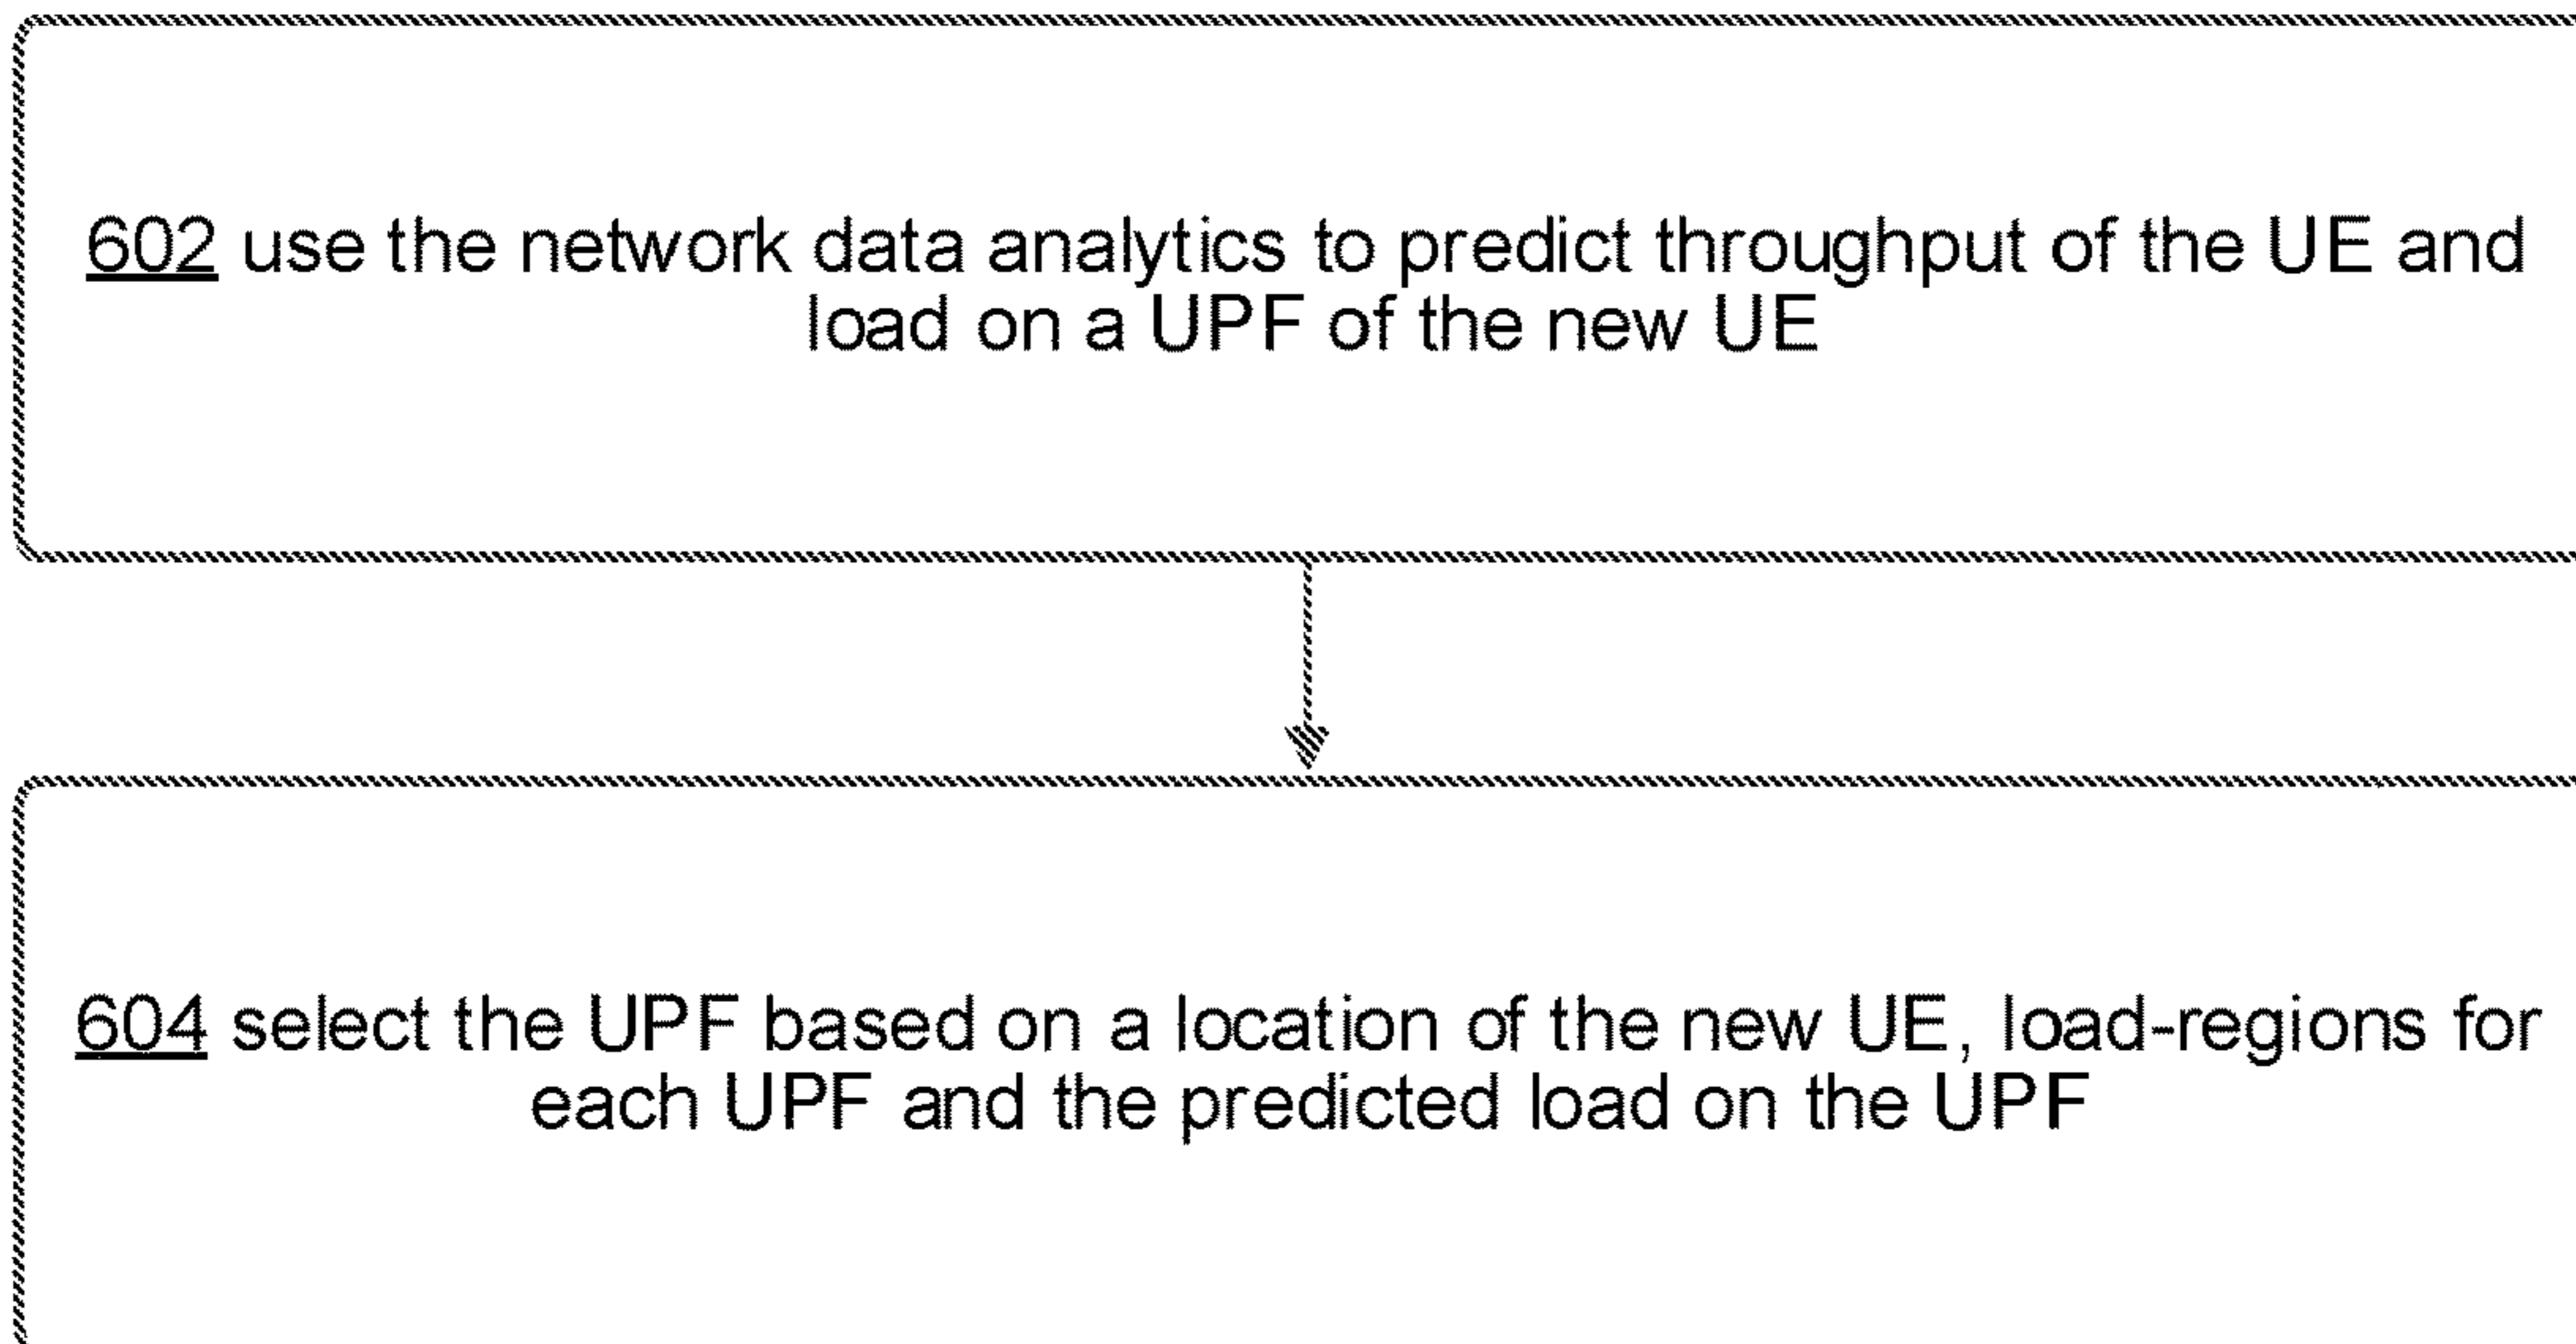 602 use the network data analytics to predict throughput of the UE and
load on a UPF of the new UE
604 select the UPF based on a location of the new UE, load-regions for
each UPF and the predicted load on the UPF